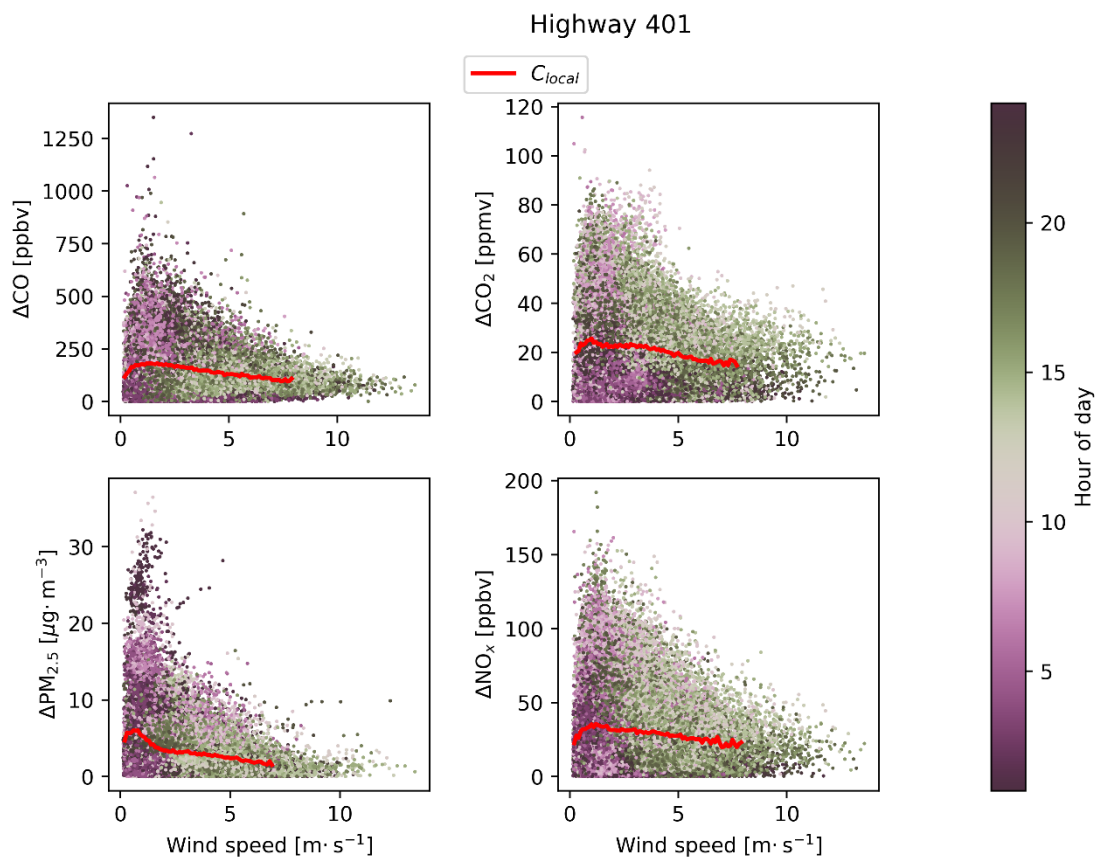 Highway 401
C_local
1250
1000
750
500
250
0
ΔCO [ppbv]
0 5 10
120
100
80
60
40
20
0
ΔCO₂ [ppmv]
0 5 10
30
20
10
0
ΔPM₂.₅ [μg· m⁻³]
0 5 10
Wind speed [m· s⁻¹]
200
150
100
50
0
ΔNOₓ [ppbv]
0 5 10
Wind speed [m· s⁻¹]
20
15
10
5
Hour of day